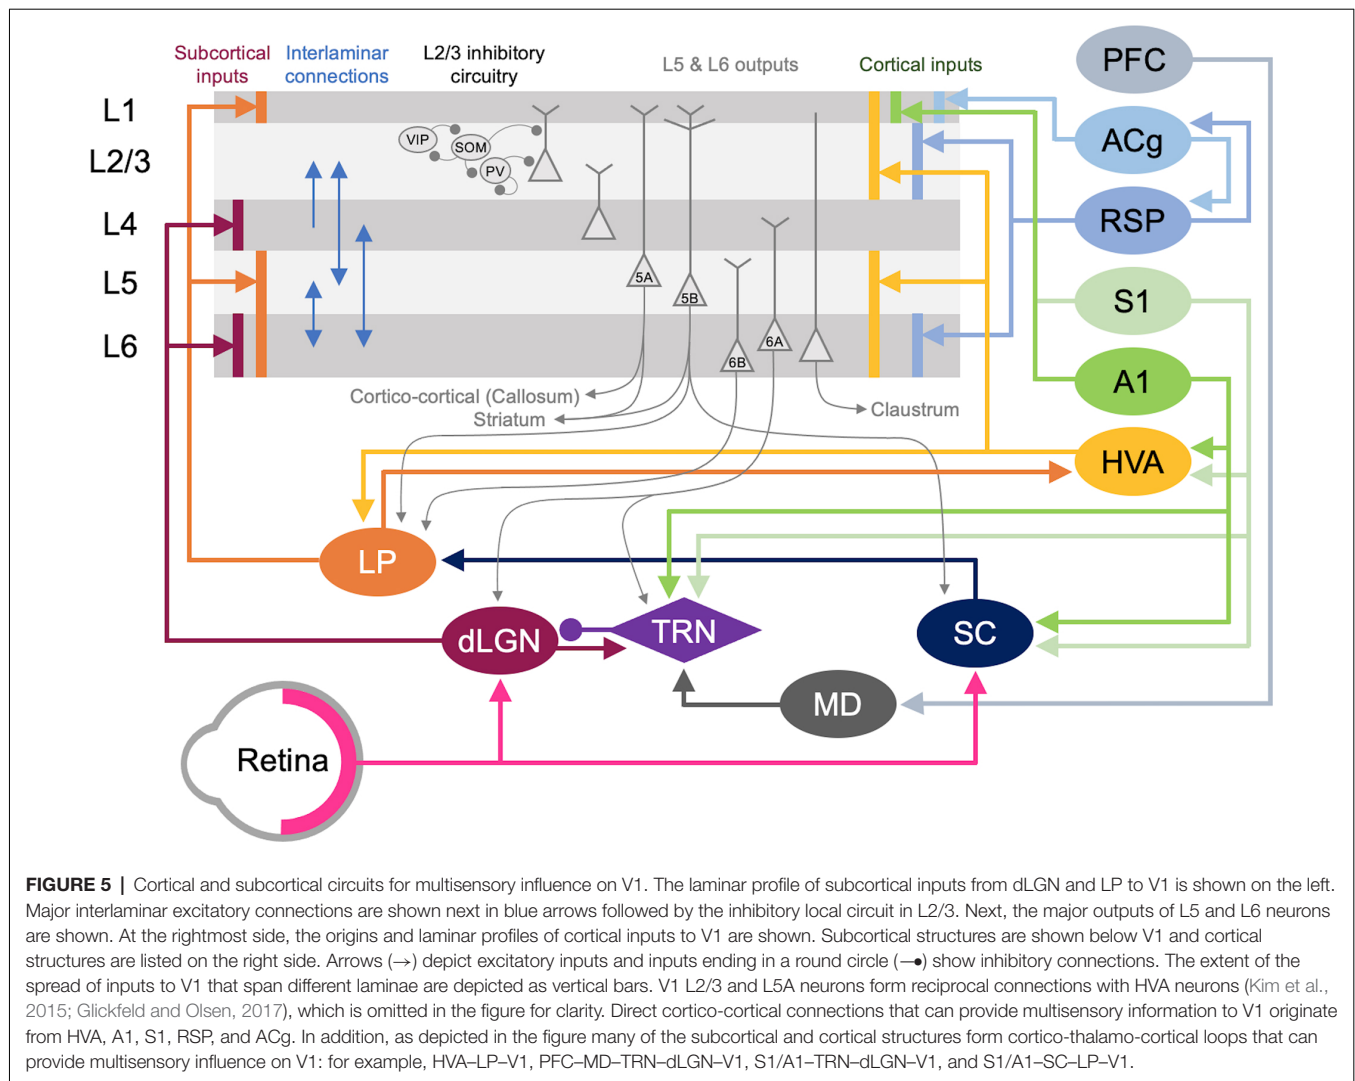 Subcortical inputs
Interlaminar connections
L2/3 inhibitory circuitry
L5 & L6 outputs
Cortical inputs
PFC
L1
ACg
VIP
SOM
L2/3
PV
L4
RSP
L5
5A
5B
S1
L6
6B
6A
A1
Cortico-cortical (Callosum)
Striatum
Claustrum
HVA
LP
dLGN
TRN
SC
MD
Retina
FIGURE 5 | Cortical and subcortical circuits for multisensory influence on V1. The laminar profile of subcortical inputs from dLGN and LP to V1 is shown on the left.
Major interlaminar excitatory connections are shown next in blue arrows followed by the inhibitory local circuit in L2/3. Next, the major outputs of L5 and L6 neurons
are shown. At the rightmost side, the origins and laminar profiles of cortical inputs to V1 are shown. Subcortical structures are shown below V1 and cortical
structures are listed on the right side. Arrows (→) depict excitatory inputs and inputs ending in a round circle (—●) show inhibitory connections. The extent of the
spread of inputs to V1 that span different laminae are depicted as vertical bars. V1 L2/3 and L5A neurons form reciprocal connections with HVA neurons (Kim et al.,
2015; Glickfeld and Olsen, 2017), which is omitted in the figure for clarity. Direct cortico-cortical connections that can provide multisensory information to V1 originate
from HVA, A1, S1, RSP, and ACg. In addition, as depicted in the figure many of the subcortical and cortical structures form cortico-thalamo-cortical loops that can
provide multisensory influence on V1: for example, HVA–LP–V1, PFC–MD–TRN–dLGN–V1, S1/A1–TRN–dLGN–V1, and S1/A1–SC–LP–V1.